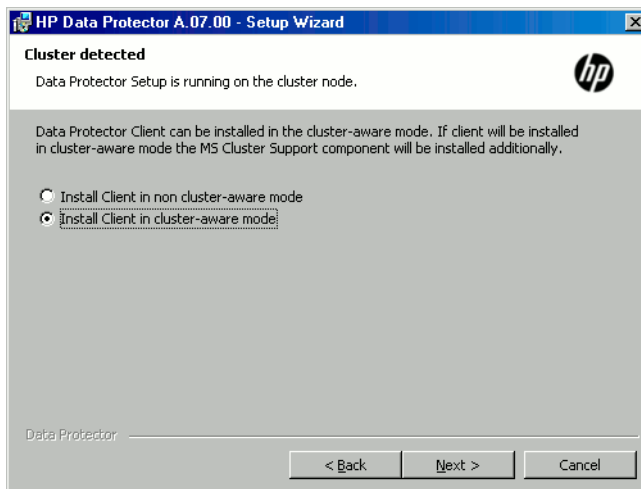 HP Data Protector A.07.00 - Setup Wizard
Cluster detected
Data Protector Setup is running on the cluster node.
hp
Data Protector Client can be installed in the cluster-aware mode. If client will be installed
in cluster-aware mode the MS Cluster Support component will be installed additionally.
Install Client in non cluster-aware mode
Install Client in cluster-aware mode
Data Protector
< Back
Next >
Cancel